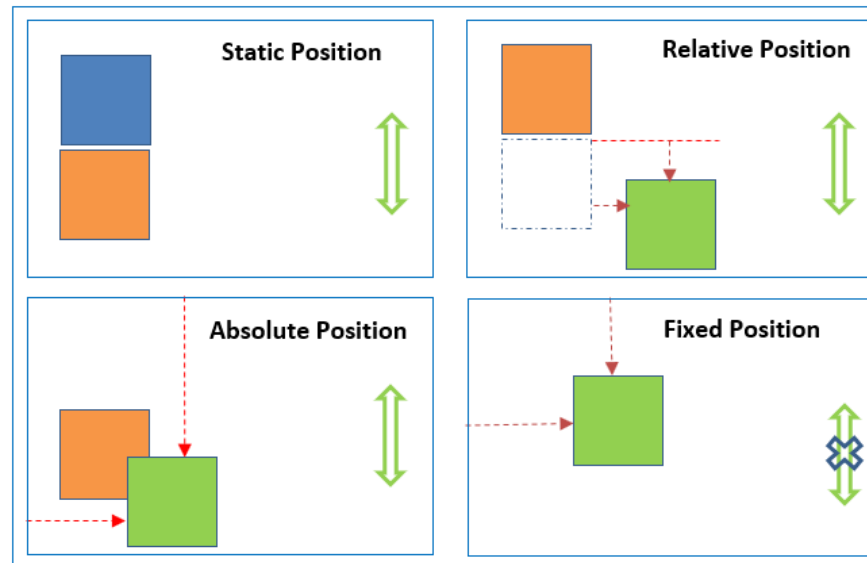 Static Position
Relative Position
Absolute Position
Fixed Position